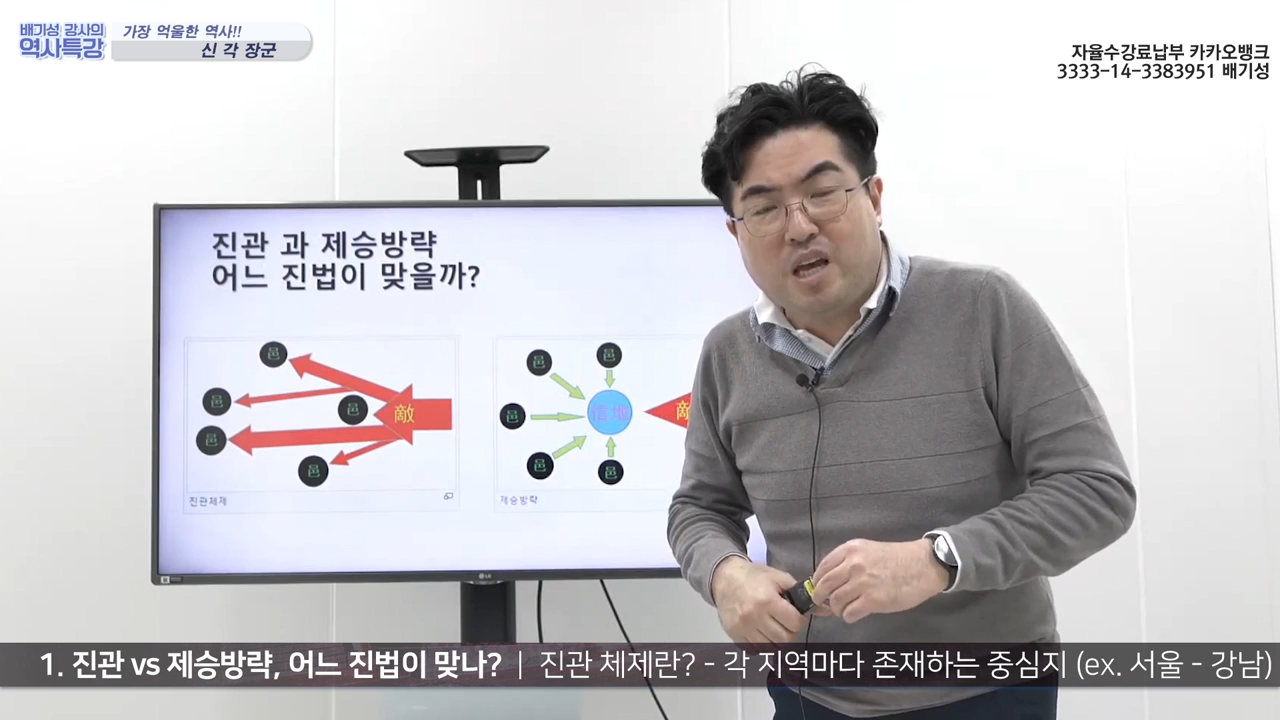 배기성 강사의
역사특강
가장 억울한 역사!!
신 각 장군
자율수강료납부 카카오뱅크
3333-14-3383951 배기성
진관 과 제승방략
어느 진법이 맞을까?
邑
邑
邑
邑
邑
敵
진관체제
邑
邑
邑
邑
邑
信地
敵
제승방략
LG
1. 진관 vs 제승방략, 어느 진법이 맞나? | 진관 체제란? - 각 지역마다 존재하는 중심지 (ex. 서울 - 강남)